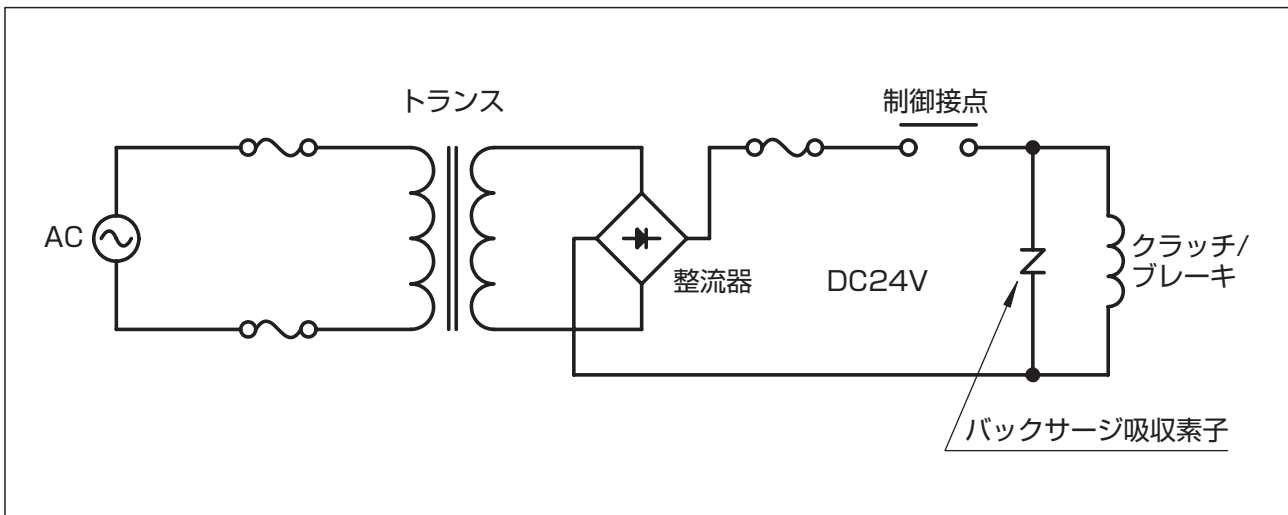 トランス
制御接点
AC
整流器
DC24V
クラッチ/
ブレーキ
バックサージ吸収素子